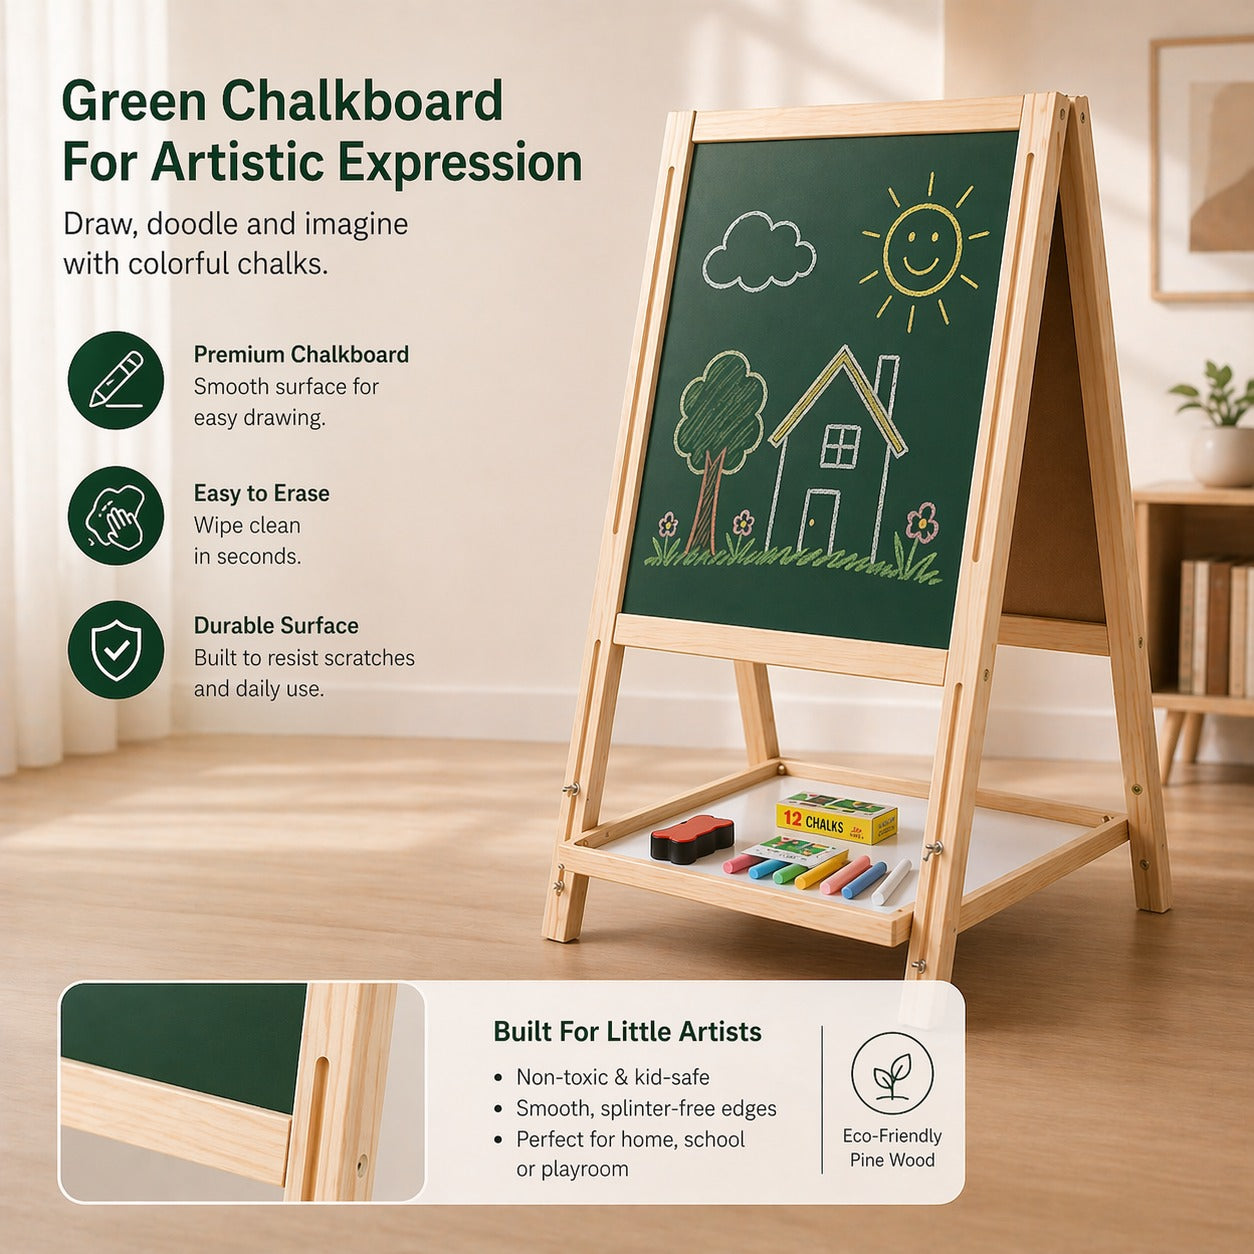 Green Chalkboard
For Artistic Expression
Draw, doodle and imagine
with colorful chalks.
Premium Chalkboard
Smooth surface for
easy drawing.
Easy to Erase
Wipe clean
in seconds.
Durable Surface
Built to resist scratches
and daily use.
12 CHALKS
Built For Little Artists
• Non-toxic & kid-safe
• Smooth, splinter-free edges
• Perfect for home, school
or playroom
Eco-Friendly
Pine Wood